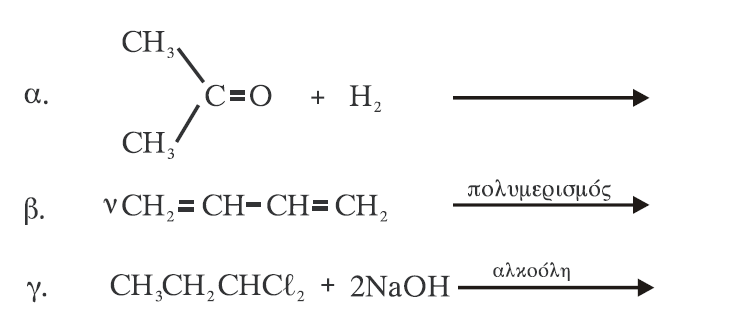 CH₃
α. C=O + H₂
CH₃
πολυμερισμός
β. νCH₂=CH-CH=CH₂
αλκοόλη
γ. CH₃CH₂CHCℓ₂ + 2NaOH